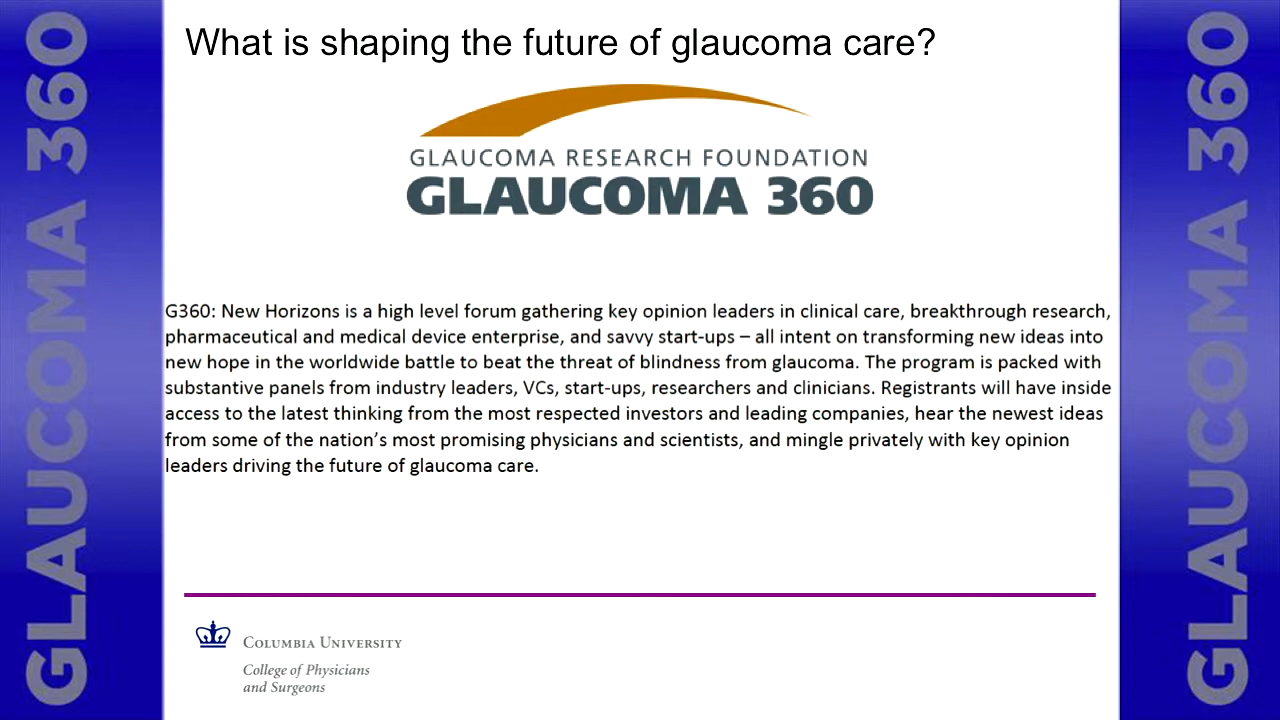 What is shaping the future of glaucoma care?
GLAUCOMA RESEARCH FOUNDATION
GLAUCOMA 360
G360: New Horizons is a high level forum gathering key opinion leaders in clinical care, breakthrough research,
pharmaceutical and medical device enterprise, and savvy start-ups – all intent on transforming new ideas into
new hope in the worldwide battle to beat the threat of blindness from glaucoma. The program is packed with
substantive panels from industry leaders, VCs, start-ups, researchers and clinicians. Registrants will have inside
access to the latest thinking from the most respected investors and leading companies, hear the newest ideas
from some of the nation’s most promising physicians and scientists, and mingle privately with key opinion
leaders driving the future of glaucoma care.
COLUMBIA UNIVERSITY
College of Physicians
and Surgeons
GLAUCOMA 360
GLAUCOMA 360